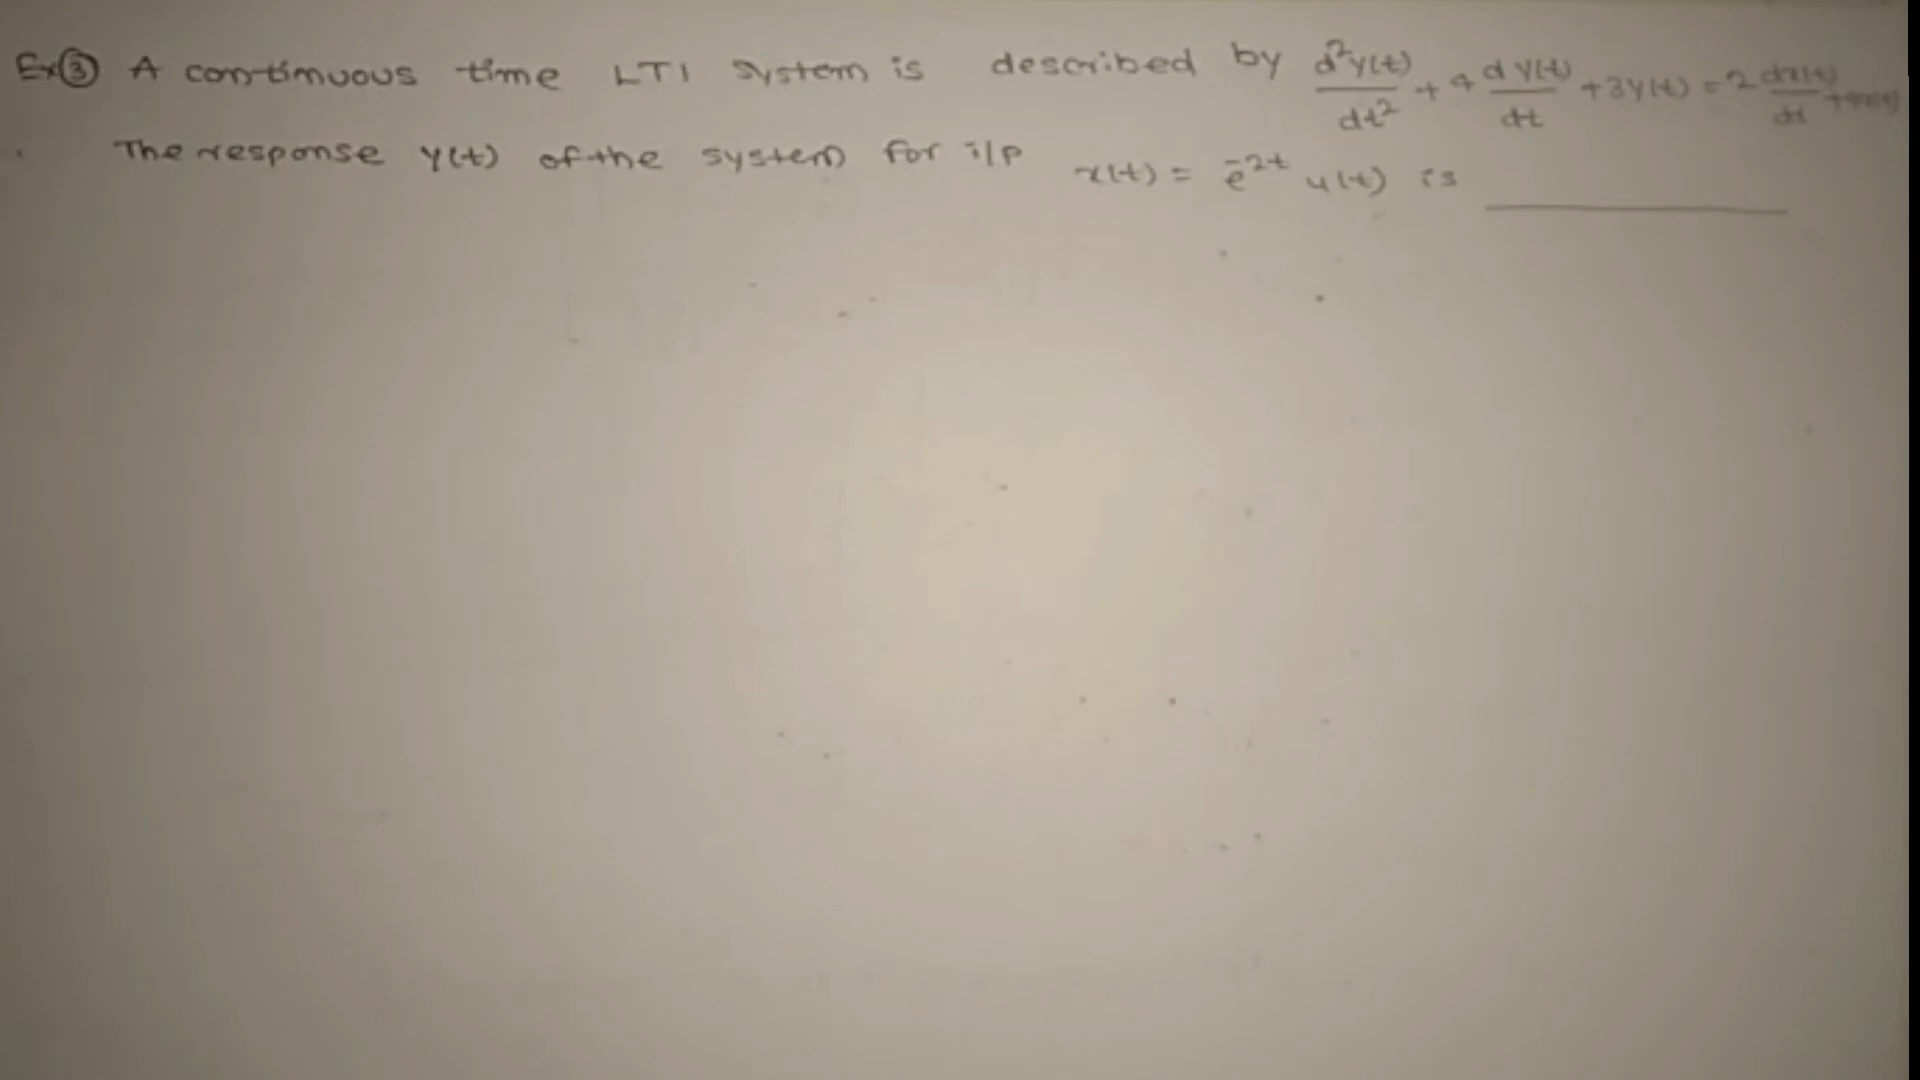 Ex③ A continuous time LTI system is described by d²y(t)/dt² + 4 dy(t)/dt + 3y(t) = 2 dx(t)/dt + 4x(t)
The response y(t) of the system for i/p x(t) = e^-2t u(t) is